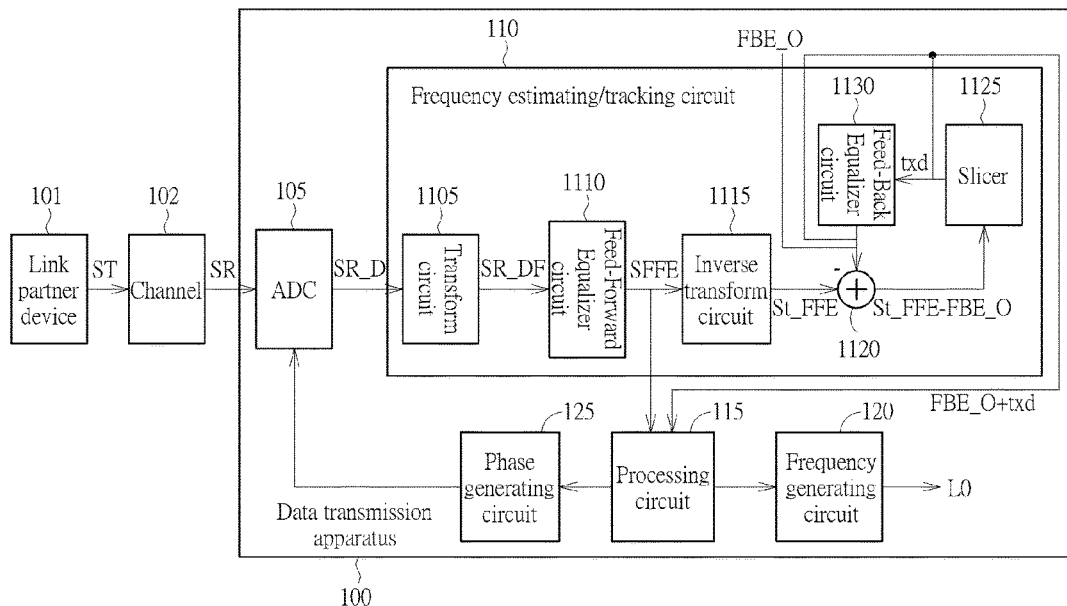 110
FBE_O
Frequency estimating/tracking circuit
1130
1125
Feed-Back
Equalizer
circuit
txd
Slicer
101
102
105
1105
1110
1115
Link
partner
device
ST
Channel
SR
ADC
SR_D
Transform
circuit
SR_DF
Feed-Forward
Equalizer
circuit
SFFE
Inverse
transform
circuit
St_FFE
-
+
1120
St_FFE-FBE_O
FBE_O+txd
125
115
120
Phase
generating
circuit
Processing
circuit
Frequency
generating
circuit
L0
Data transmission
apparatus
100